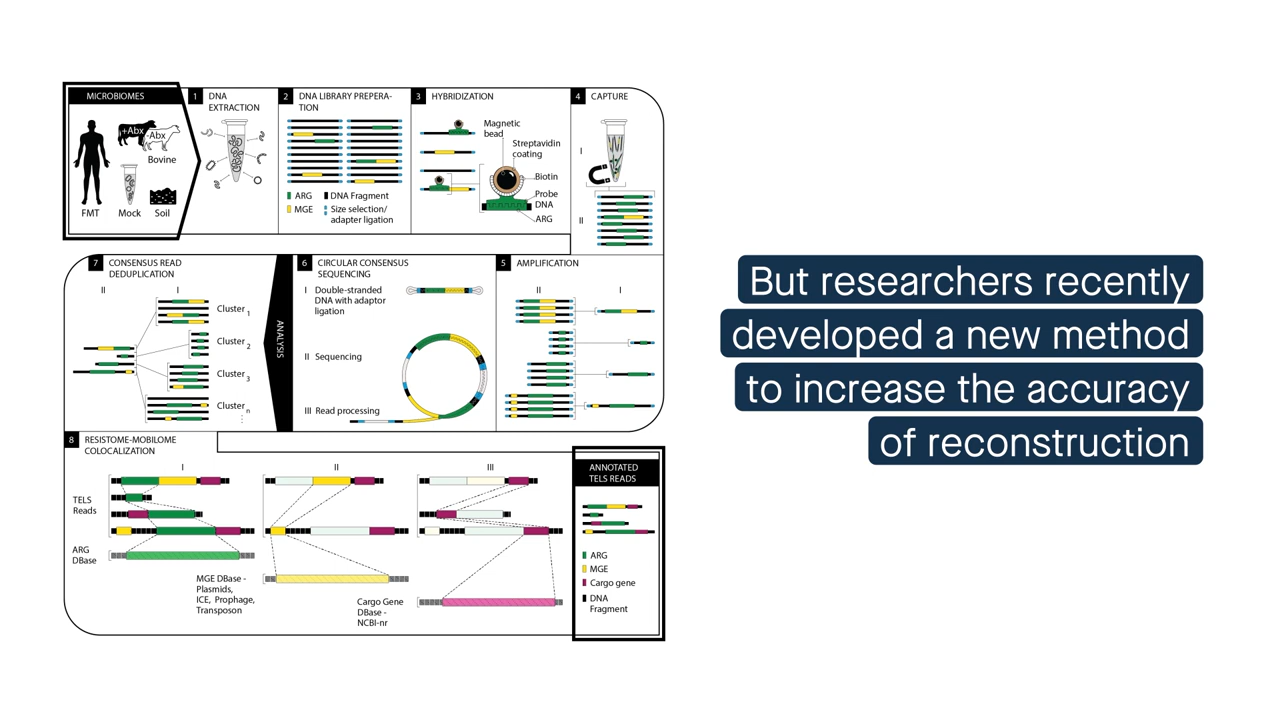 MICROBIOMES
+Abx
-Abx
Bovine
FMT
Mock
Soil
1
DNA
EXTRACTION
2
DNA LIBRARY PREPERA-
TION
ARG
DNA Fragment
MGE
Size selection/
adapter ligation
3
HYBRIDIZATION
Magnetic
bead
Streptavidin
coating
Biotin
Probe
DNA
ARG
4
CAPTURE
I
II
5
AMPLIFICATION
II
I
6
CIRCULAR CONSENSUS
SEQUENCING
I
Double-stranded
DNA with adaptor
ligation
II
Sequencing
III
Read processing
ANALYSIS
7
CONSENSUS READ
DEDUPLICATION
II
I
Cluster 1
Cluster 2
Cluster 3
Cluster n
8
RESISTOME-MOBILOME
COLOCALIZATION
I
II
III
TELS
Reads
ARG
DBase
MGE DBase -
Plasmids,
ICE, Prophage,
Transposon
Cargo Gene
DBase -
NCBI-nr
ANNOTATED
TELS READS
ARG
MGE
Cargo gene
DNA
Fragment
But researchers recently
developed a new method
to increase the accuracy
of reconstruction